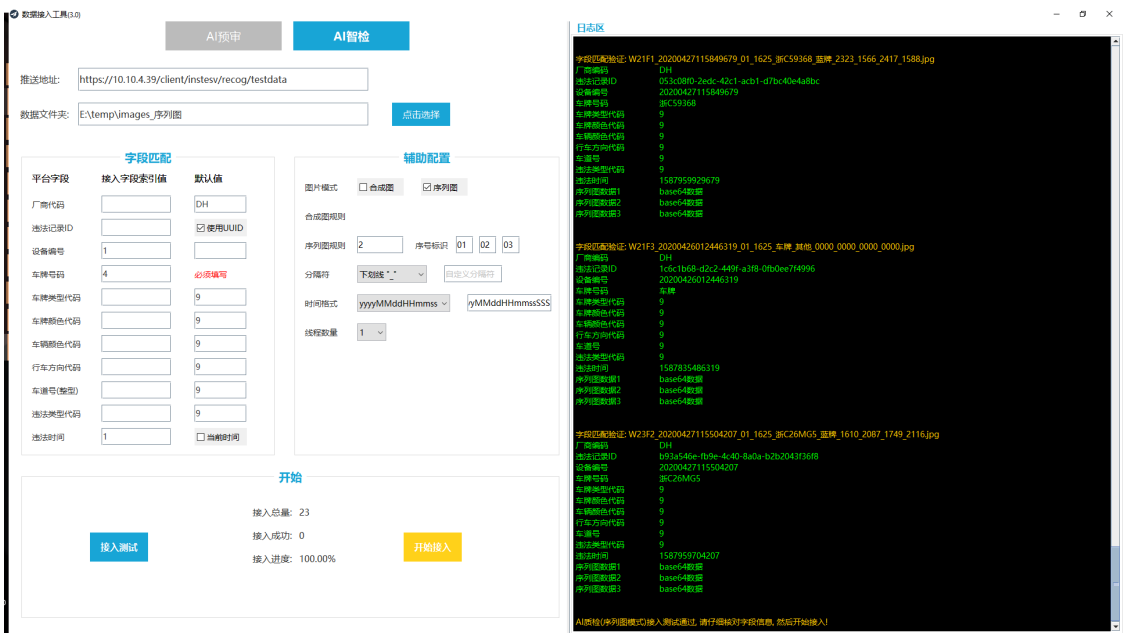 数据接入工具(3.0)
AI预审
AI智检
推送地址: https://10.10.4.39/client/instesv/recog/testdata
数据文件夹: E:\temp\images_序列图 点击选择
字段匹配
平台字段 接入字段索引值 默认值
厂商代码 DH
违法记录ID 使用UUID
设备编号 1
车牌号码 4 必须填写
车牌类型代码 9
车牌颜色代码 9
车辆颜色代码 9
行车方向代码 9
车道号(整型) 9
违法类型代码 9
违法时间 1 当前时间
辅助配置
图片模式 合成图 序列图
合成图规则
序列图规则 2 序号标识 01 02 03
分隔符 下划线 "_" 自定义分隔符
时间格式 yyyyMMddHHmmss yMMddHHmmssSSS
线程数量 1
开始
接入总量: 23
接入成功: 0
接入进度: 100.00%
接入测试
开始接入
日志区
字段匹配验证: W21F1_20200427115849679_01_1625_浙C59368_蓝牌_2323_1566_2417_1588.jpg
厂商编码 DH
违法记录ID 053c08f0-2edc-42c1-acb1-d7bc40e4a8bc
设备编号 20200427115849679
车牌号码 浙C59368
车牌类型代码 9
车牌颜色代码 9
车辆颜色代码 9
行车方向代码 9
车道号 9
违法类型代码 9
违法时间 1587959929679
序列图数据1 base64数据
序列图数据2 base64数据
序列图数据3 base64数据
字段匹配验证: W21F3_20200426012446319_01_1625_车牌_其他_0000_0000_0000_0000.jpg
厂商编码 DH
违法记录ID 1c6c1b68-d2c2-449f-a3f8-0fb0ee7f4996
设备编号 20200426012446319
车牌号码 车牌
车牌类型代码 9
车牌颜色代码 9
车辆颜色代码 9
行车方向代码 9
车道号 9
违法类型代码 9
违法时间 1587835486319
序列图数据1 base64数据
序列图数据2 base64数据
序列图数据3 base64数据
字段匹配验证: W23F2_20200427115504207_01_1625_浙C26MG5_蓝牌_1610_2087_1749_2116.jpg
厂商编码 DH
违法记录ID b93a546e-fb9e-4c40-8a0a-b2b2043f36f8
设备编号 20200427115504207
车牌号码 浙C26MG5
车牌类型代码 9
车牌颜色代码 9
车辆颜色代码 9
行车方向代码 9
车道号 9
违法类型代码 9
违法时间 1587959704207
序列图数据1 base64数据
序列图数据2 base64数据
序列图数据3 base64数据
AI质检(序列图模式)接入测试通过, 请仔细核对字段信息, 然后开始接入!